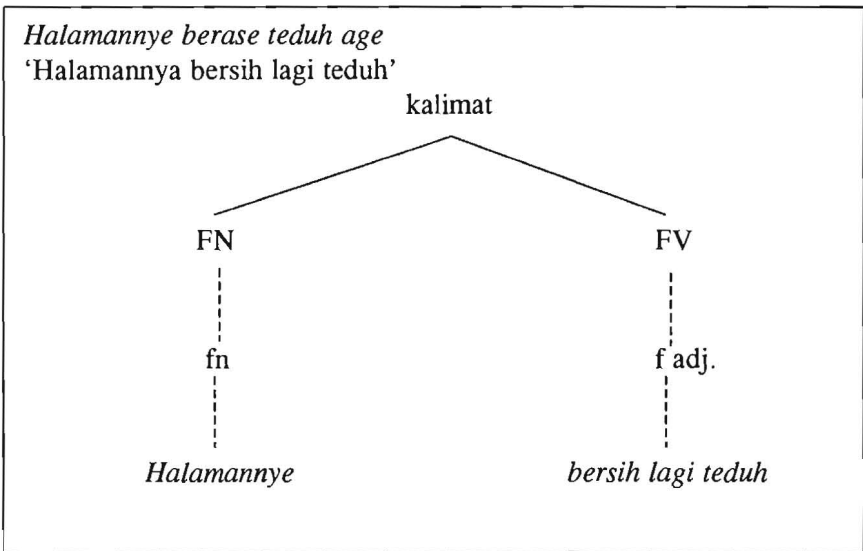 Halamannye berase teduh age
‘Halamannya bersih lagi teduh’
kalimat
FN FV
fn f adj.
Halamannye bersih lagi teduh